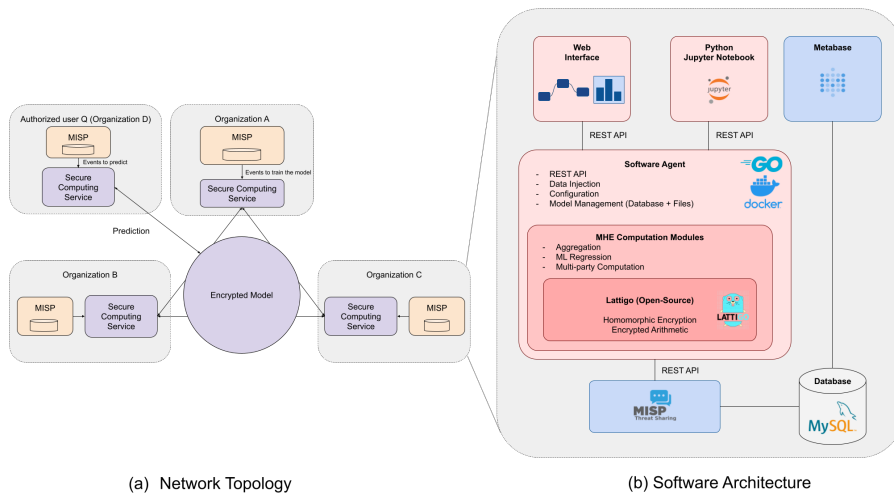 Authorized user Q (Organization D)
MISP
Events to predict
Secure
Computing
Service
Organization A
MISP
Events to train the model
Secure Computing
Service
Prediction
Organization B
MISP
Secure
Computing
Service
Encrypted Model
Organization C
Secure
Computing
Service
MISP
(a) Network Topology
Web
Interface
Python
Jupyter Notebook
jupyter
Metabase
REST API
REST API
Software Agent
- REST API
- Data Injection
- Configuration
- Model Management (Database + Files)
GO
docker
MHE Computation Modules
- Aggregation
- ML Regression
- Multi-party Computation
Lattigo (Open-Source)
Homomorphic Encryption
Encrypted Arithmetic
REST API
MISP
Threat Sharing
Database
MySQL
(b) Software Architecture